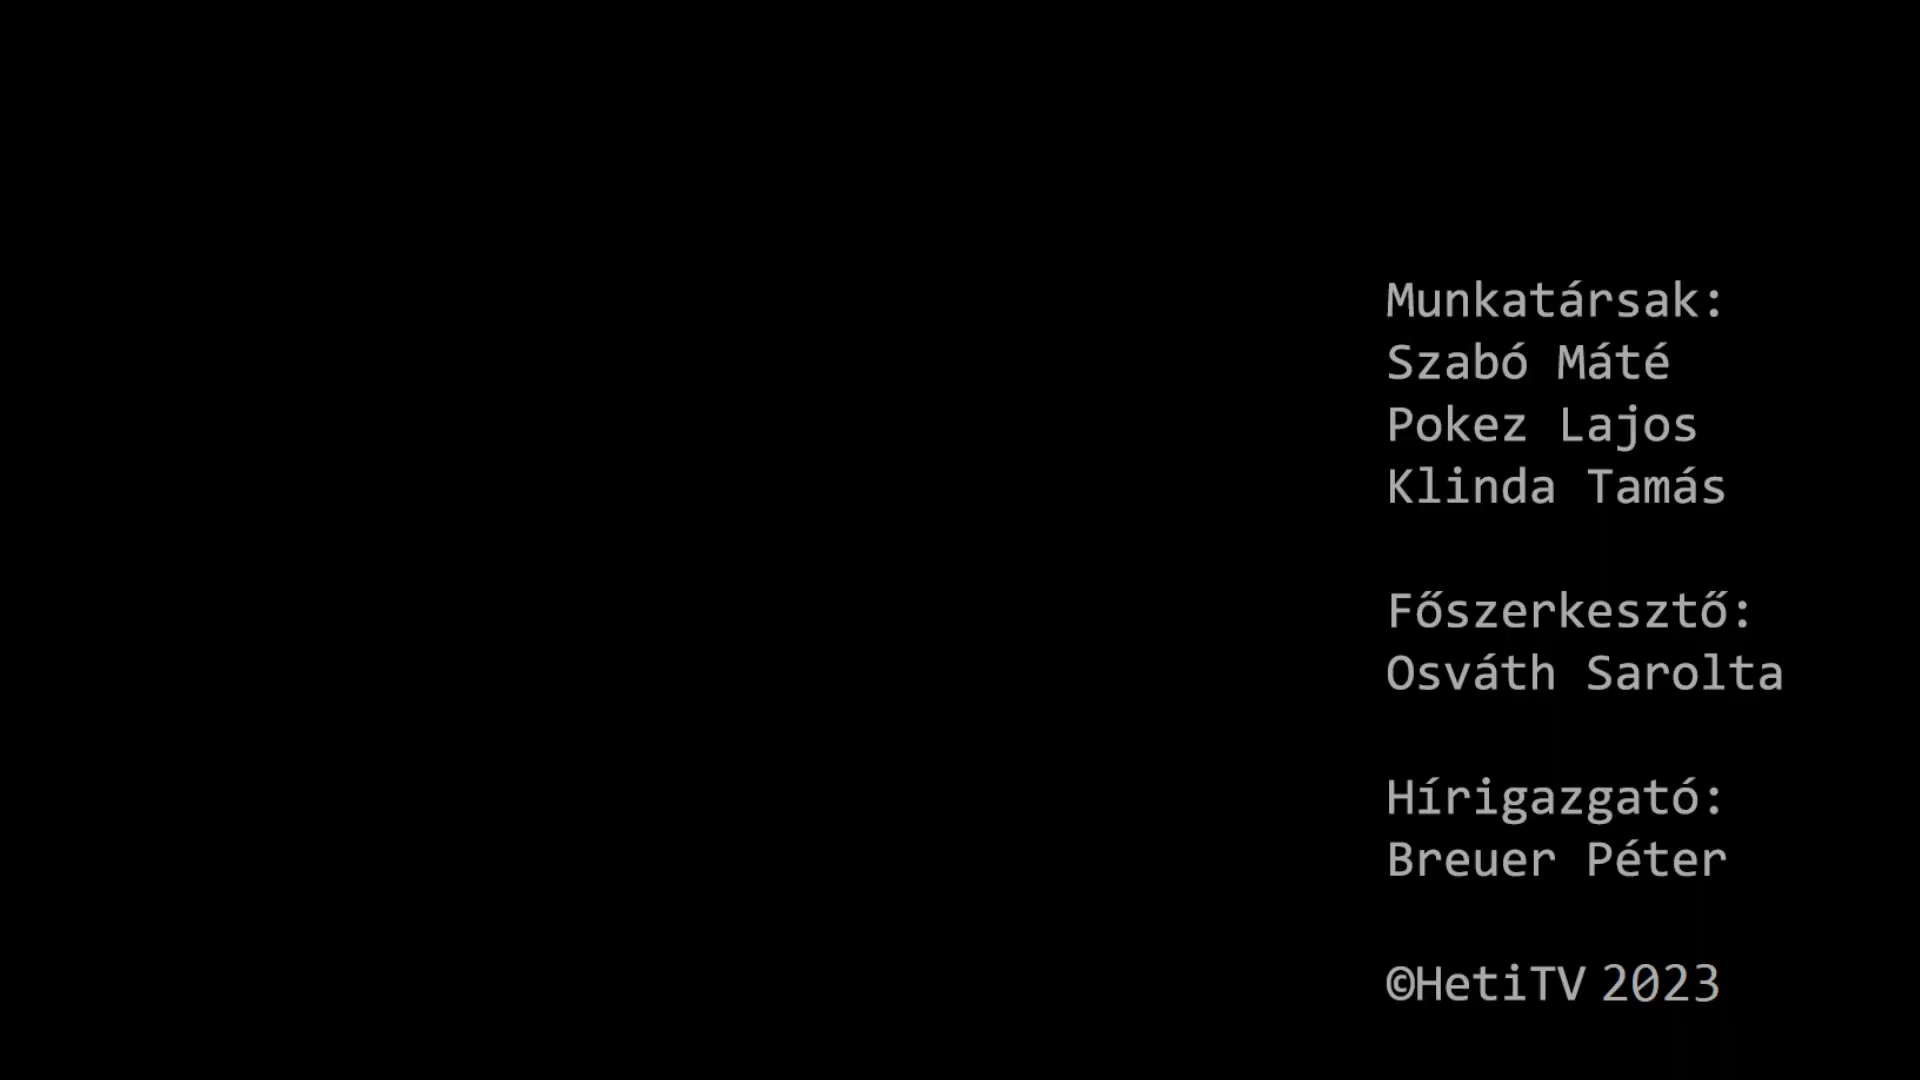 Munkatársak:
Szabó Máté
Pokez Lajos
Klinda Tamás
Főszerkesztő:
Osváth Sarolta
Hírigazgató:
Breuer Péter
©HetiTV 2023